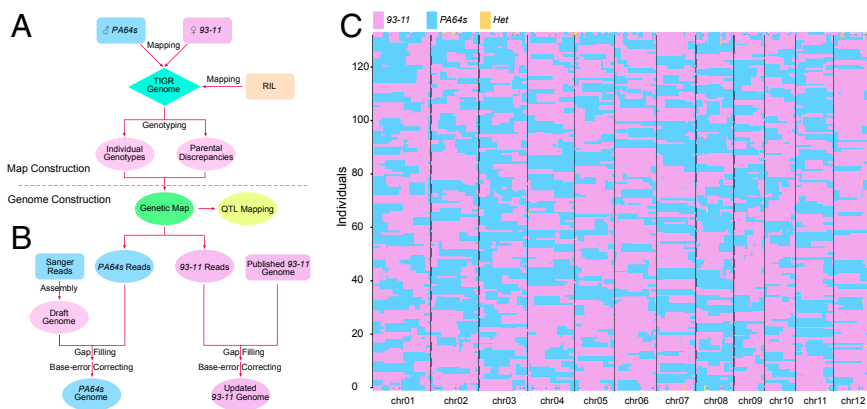 A
♂ PA64s
♀ 93-11
Mapping
TIGR
Genome
Mapping
RIL
Genotyping
Individual
Genotypes
Parental
Discrepancies
Map Construction
Genome Construction
Genetic Map
QTL Mapping
B
Sanger
Reads
PA64s Reads
93-11 Reads
Published 93-11
Genome
Assembly
Draft
Genome
Gap Filling
Base-error Correcting
Gap Filling
Base-error Correcting
PA64s
Genome
Updated
93-11 Genome
C
93-11 PA64s Het
Individuals
120
100
80
60
40
20
0
chr01 chr02 chr03 chr04 chr05 chr06 chr07 chr08 chr09 chr10 chr11 chr12